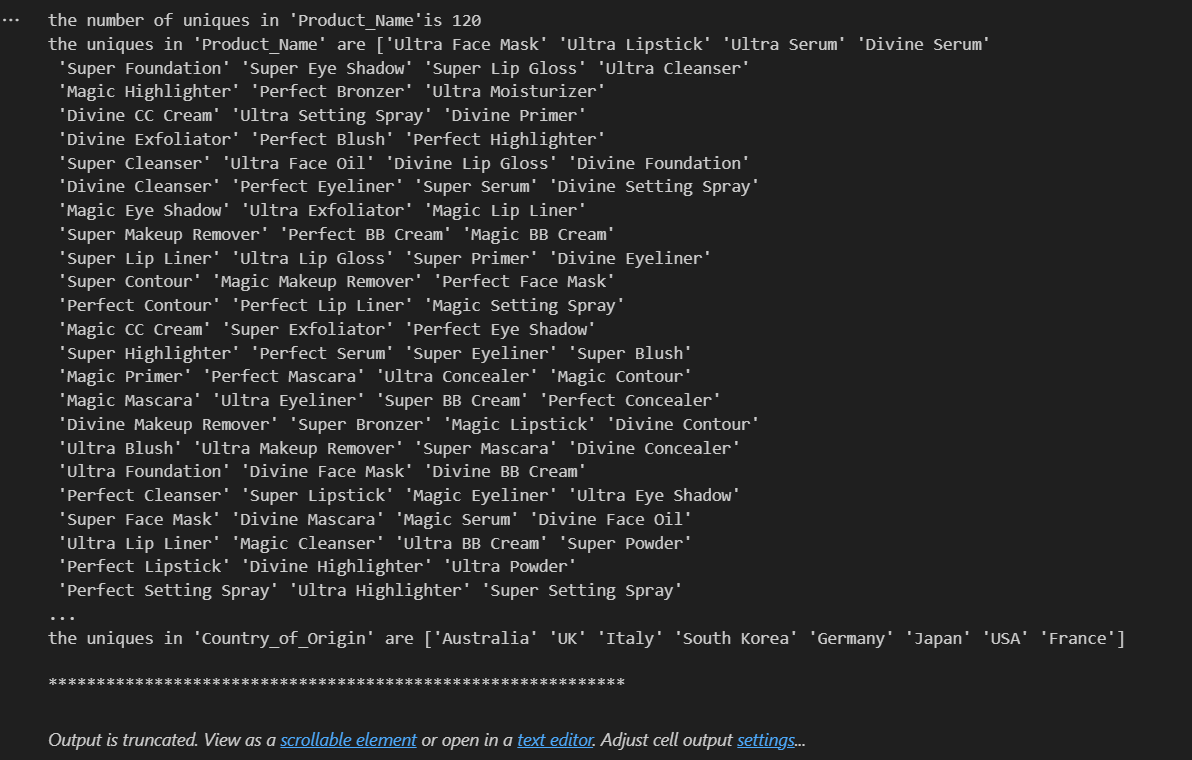 ...
the number of uniques in 'Product_Name'is 120
the uniques in 'Product_Name' are ['Ultra Face Mask' 'Ultra Lipstick' 'Ultra Serum' 'Divine Serum'
'Super Foundation' 'Super Eye Shadow' 'Super Lip Gloss' 'Ultra Cleanser'
'Magic Highlighter' 'Perfect Bronzer' 'Ultra Moisturizer'
'Divine CC Cream' 'Ultra Setting Spray' 'Divine Primer'
'Divine Exfoliator' 'Perfect Blush' 'Perfect Highlighter'
'Super Cleanser' 'Ultra Face Oil' 'Divine Lip Gloss' 'Divine Foundation'
'Divine Cleanser' 'Perfect Eyeliner' 'Super Serum' 'Divine Setting Spray'
'Magic Eye Shadow' 'Ultra Exfoliator' 'Magic Lip Liner'
'Super Makeup Remover' 'Perfect BB Cream' 'Magic BB Cream'
'Super Lip Liner' 'Ultra Lip Gloss' 'Super Primer' 'Divine Eyeliner'
'Super Contour' 'Magic Makeup Remover' 'Perfect Face Mask'
'Perfect Contour' 'Perfect Lip Liner' 'Magic Setting Spray'
'Magic CC Cream' 'Super Exfoliator' 'Perfect Eye Shadow'
'Super Highlighter' 'Perfect Serum' 'Super Eyeliner' 'Super Blush'
'Magic Primer' 'Perfect Mascara' 'Ultra Concealer' 'Magic Contour'
'Magic Mascara' 'Ultra Eyeliner' 'Super BB Cream' 'Perfect Concealer'
'Divine Makeup Remover' 'Super Bronzer' 'Magic Lipstick' 'Divine Contour'
'Ultra Blush' 'Ultra Makeup Remover' 'Super Mascara' 'Divine Concealer'
'Ultra Foundation' 'Divine Face Mask' 'Divine BB Cream'
'Perfect Cleanser' 'Super Lipstick' 'Magic Eyeliner' 'Ultra Eye Shadow'
'Super Face Mask' 'Divine Mascara' 'Magic Serum' 'Divine Face Oil'
'Ultra Lip Liner' 'Magic Cleanser' 'Ultra BB Cream' 'Super Powder'
'Perfect Lipstick' 'Divine Highlighter' 'Ultra Powder'
'Perfect Setting Spray' 'Ultra Highlighter' 'Super Setting Spray'
...
the uniques in 'Country_of_Origin' are ['Australia' 'UK' 'Italy' 'South Korea' 'Germany' 'Japan' 'USA' 'France']
************************************************************
Output is truncated. View as a scrollable element or open in a text editor. Adjust cell output settings...